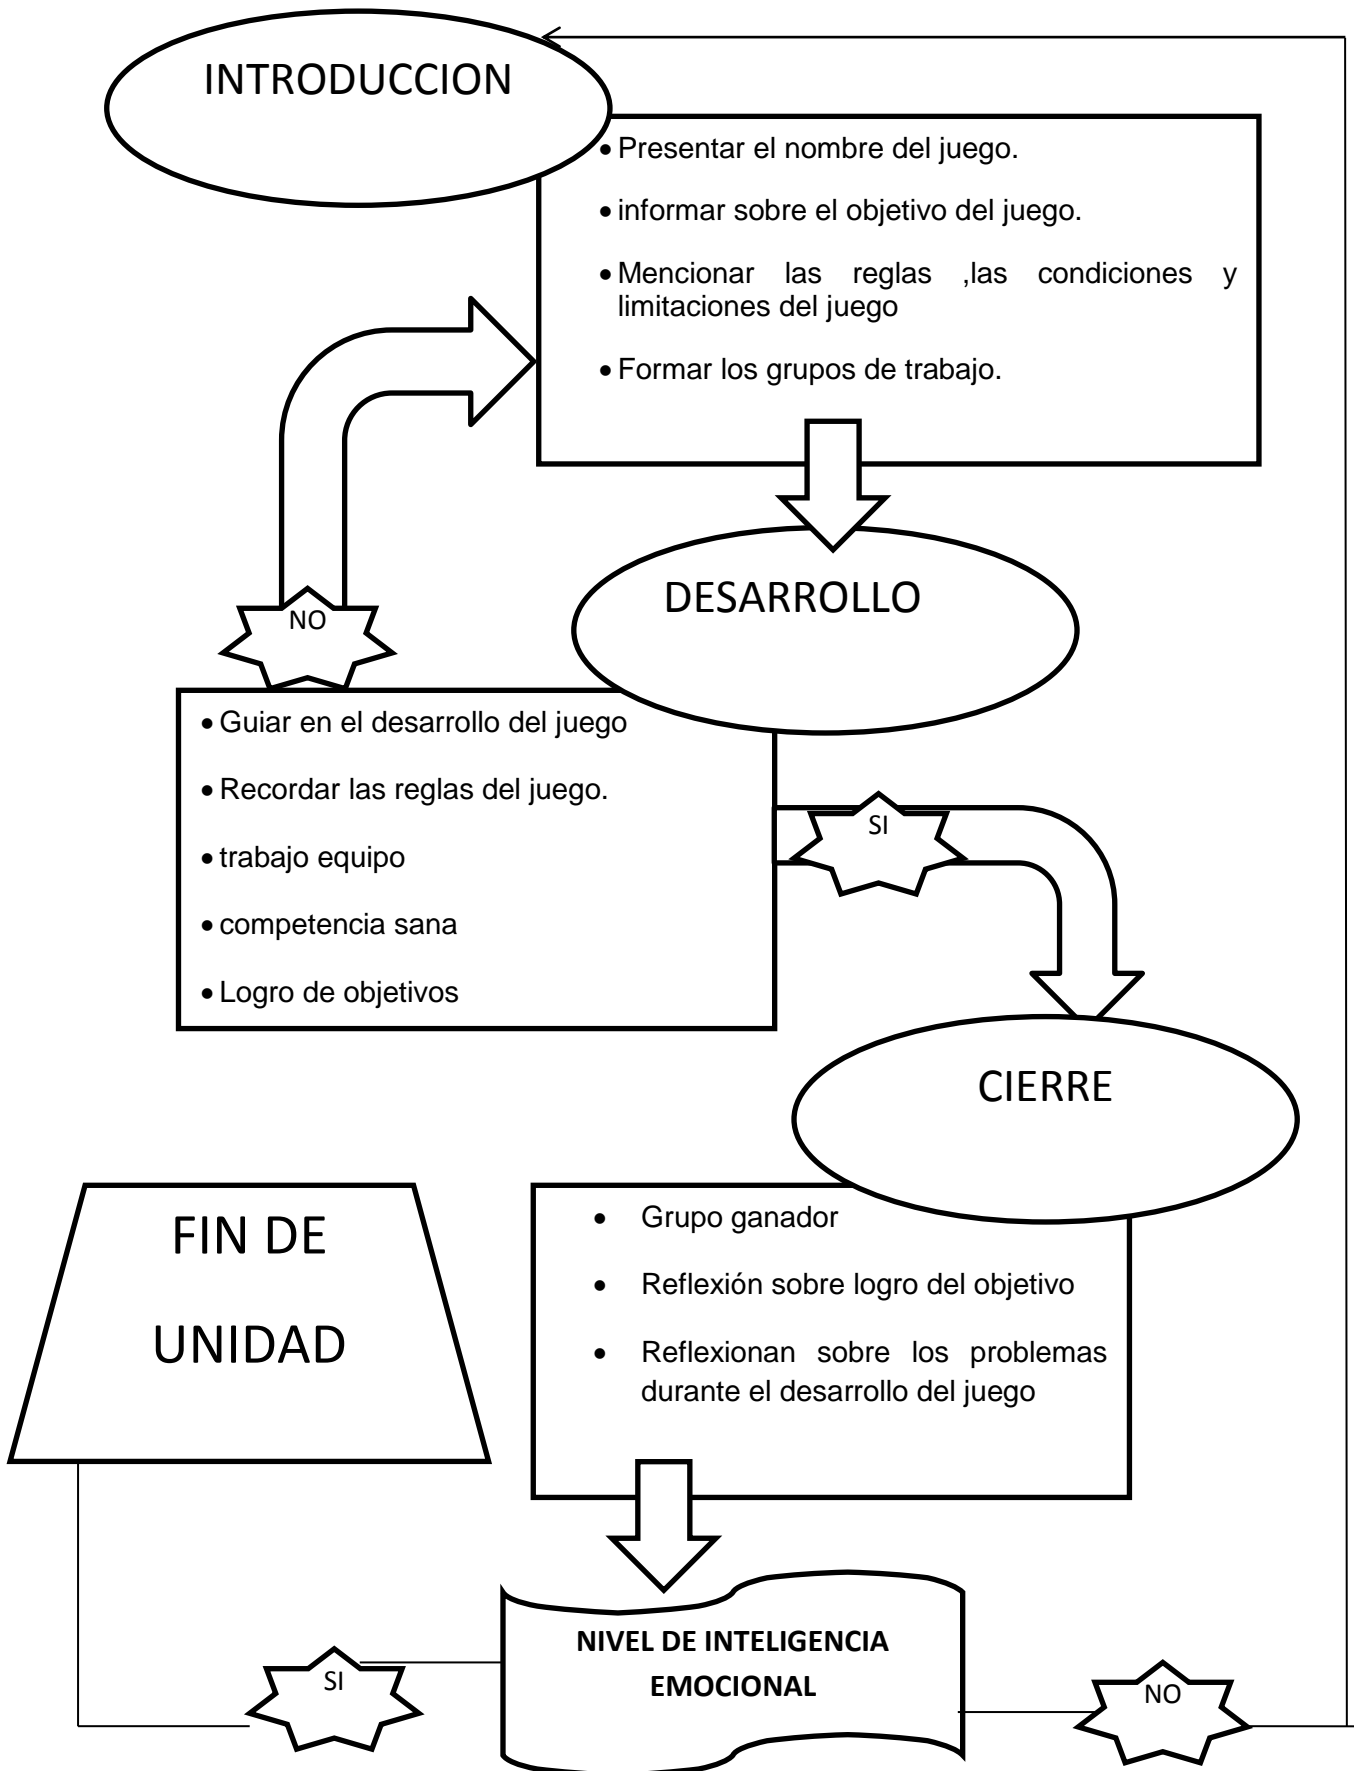 INTRODUCCION
• Presentar el nombre del juego.
• informar sobre el objetivo del juego.
• Mencionar las reglas ,las condiciones y
limitaciones del juego
• Formar los grupos de trabajo.
DESARROLLO
NO
• Guiar en el desarrollo del juego
• Recordar las reglas del juego.
• trabajo equipo
• competencia sana
• Logro de objetivos
SI
CIERRE
• Grupo ganador
• Reflexión sobre logro del objetivo
• Reflexionan sobre los problemas
durante el desarrollo del juego
FIN DE
UNIDAD
NIVEL DE INTELIGENCIA
EMOCIONAL
SI
NO